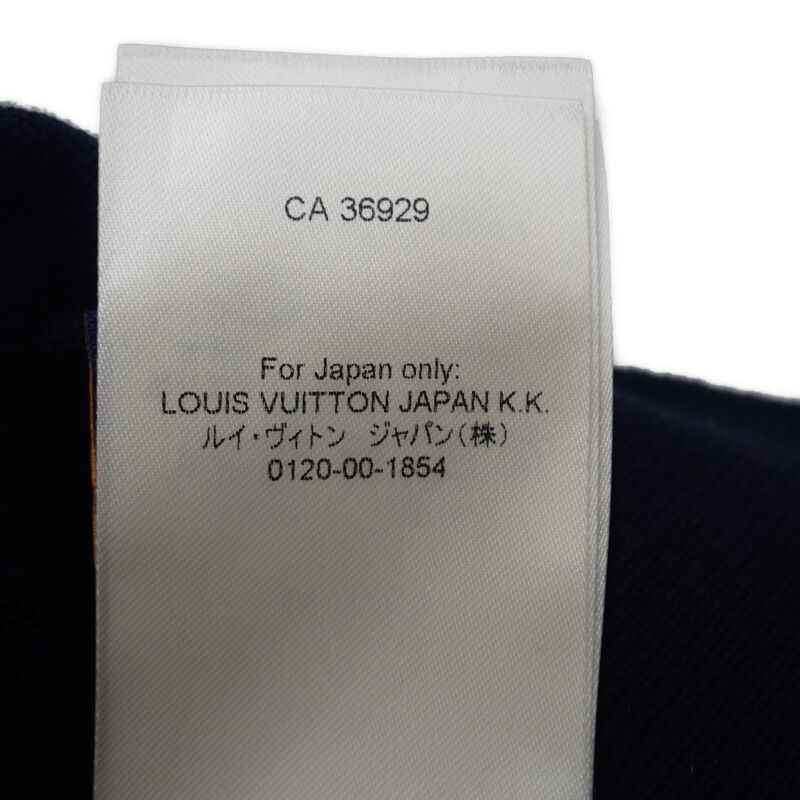 CA 36929
For Japan only:
LOUIS VUITTON JAPAN K.K.
ルイ・ヴィトン ジャパン(株)
0120-00-1854